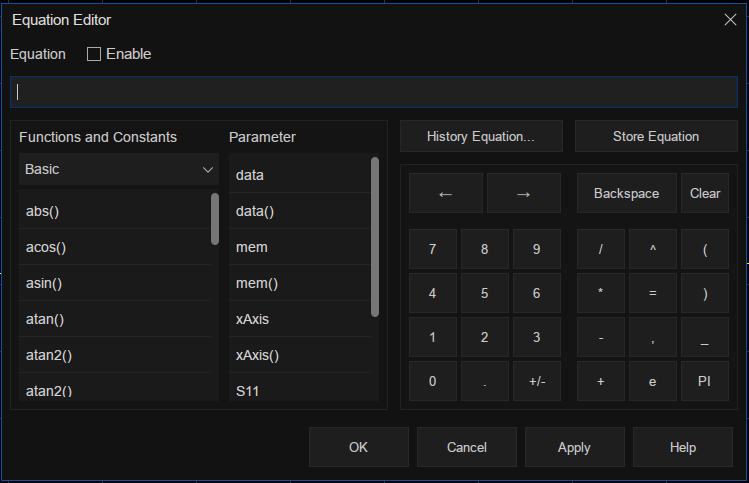 Equation Editor
Equation Enable
Functions and Constants Parameter
History Equation... Store Equation
Basic
data
abs()
data()
acos()
mem
asin()
mem()
atan()
xAxis
atan2()
xAxis()
atan2()
S11
← → Backspace Clear
7 8 9 / ^ (
4 5 6 * = )
1 2 3 - , _
0 . +/- + e PI
OK Cancel Apply Help